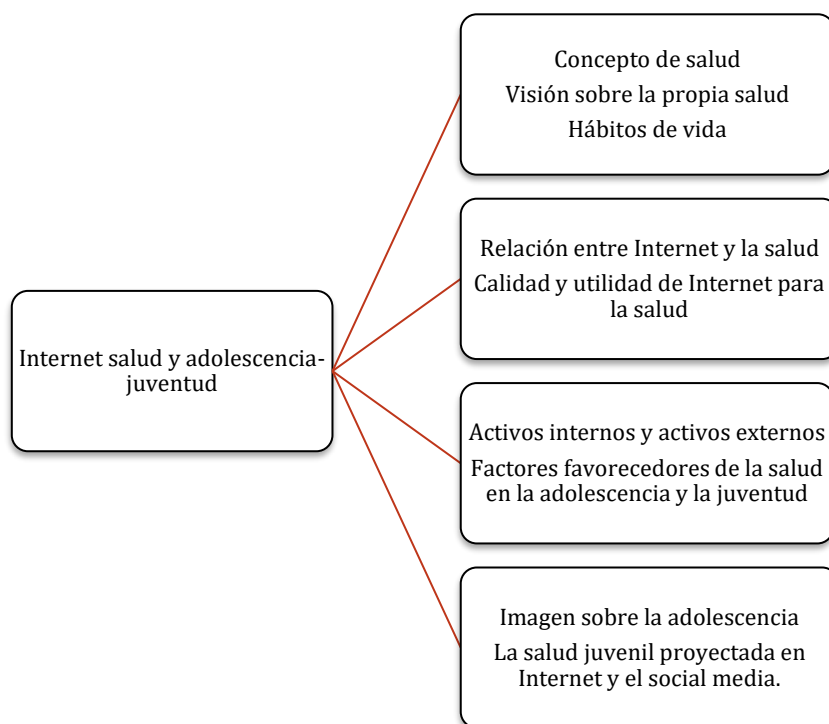 Internet salud y adolescencia-
juventud
Concepto de salud
Visión sobre la propia salud
Hábitos de vida
Relación entre Internet y la salud
Calidad y utilidad de Internet para
la salud
Activos internos y activos externos
Factores favorecedores de la salud
en la adolescencia y la juventud
Imagen sobre la adolescencia
La salud juvenil proyectada en
Internet y el social media.